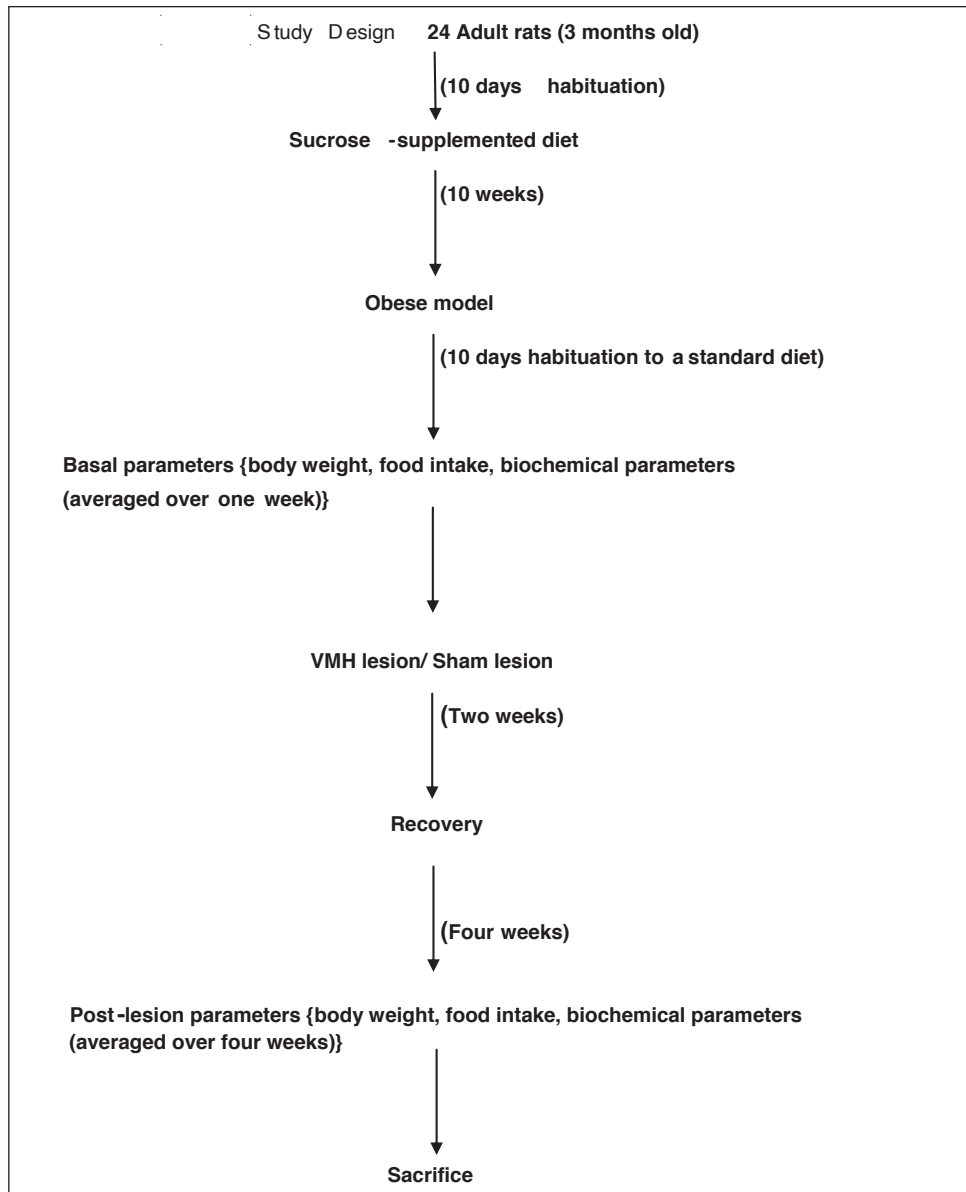 Study Design 24 Adult rats (3 months old)
(10 days habituation)
Sucrose -supplemented diet
(10 weeks)
Obese model
(10 days habituation to a standard diet)
Basal parameters {body weight, food intake, biochemical parameters
(averaged over one week)}
VMH lesion/ Sham lesion
(Two weeks)
Recovery
(Four weeks)
Post-lesion parameters {body weight, food intake, biochemical parameters
(averaged over four weeks)}
Sacrifice